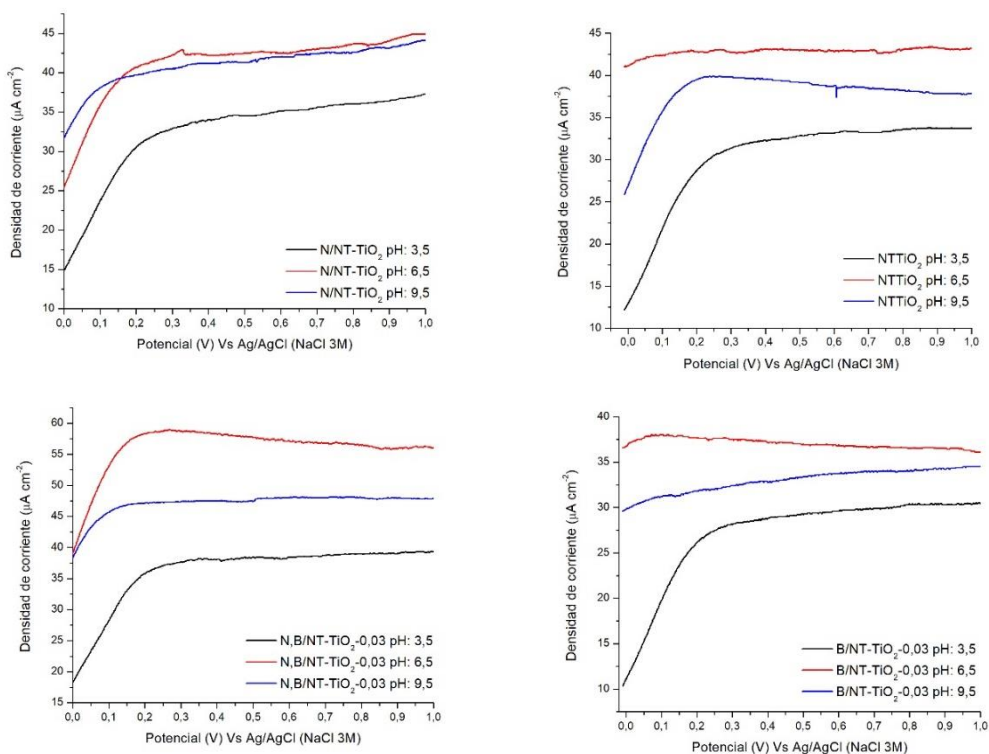 Densidad de corriente (μA cm⁻²)
45
40
35
30
25
20
15
10
N/NT-TiO₂ pH: 3,5
N/NT-TiO₂ pH: 6,5
N/NT-TiO₂ pH: 9,5
0,0 0,1 0,2 0,3 0,4 0,5 0,6 0,7 0,8 0,9 1,0
Potencial (V) Vs Ag/AgCl (NaCl 3M)
Densidad de corriente (μA cm⁻²)
45
40
35
30
25
20
15
10
NTTiO₂ pH: 3,5
NTTiO₂ pH: 6,5
NTTiO₂ pH: 9,5
0,0 0,1 0,2 0,3 0,4 0,5 0,6 0,7 0,8 0,9 1,0
Potencial (V) Vs Ag/AgCl (NaCl 3M)
Densidad de corriente (μA cm⁻²)
60
55
50
45
40
35
30
25
20
15
N,B/NT-TiO₂-0,03 pH: 3,5
N,B/NT-TiO₂-0,03 pH: 6,5
N,B/NT-TiO₂-0,03 pH: 9,5
0,0 0,1 0,2 0,3 0,4 0,5 0,6 0,7 0,8 0,9 1,0
Potencial (V) Vs Ag/AgCl (NaCl 3M)
Densidad de corriente (μA cm⁻²)
40
35
30
25
20
15
10
B/NT-TiO₂-0,03 pH: 3,5
B/NT-TiO₂-0,03 pH: 6,5
B/NT-TiO₂-0,03 pH: 9,5
0,0 0,1 0,2 0,3 0,4 0,5 0,6 0,7 0,8 0,9 1,0
Potencial (V) Vs Ag/AgCl (NaCl 3M)